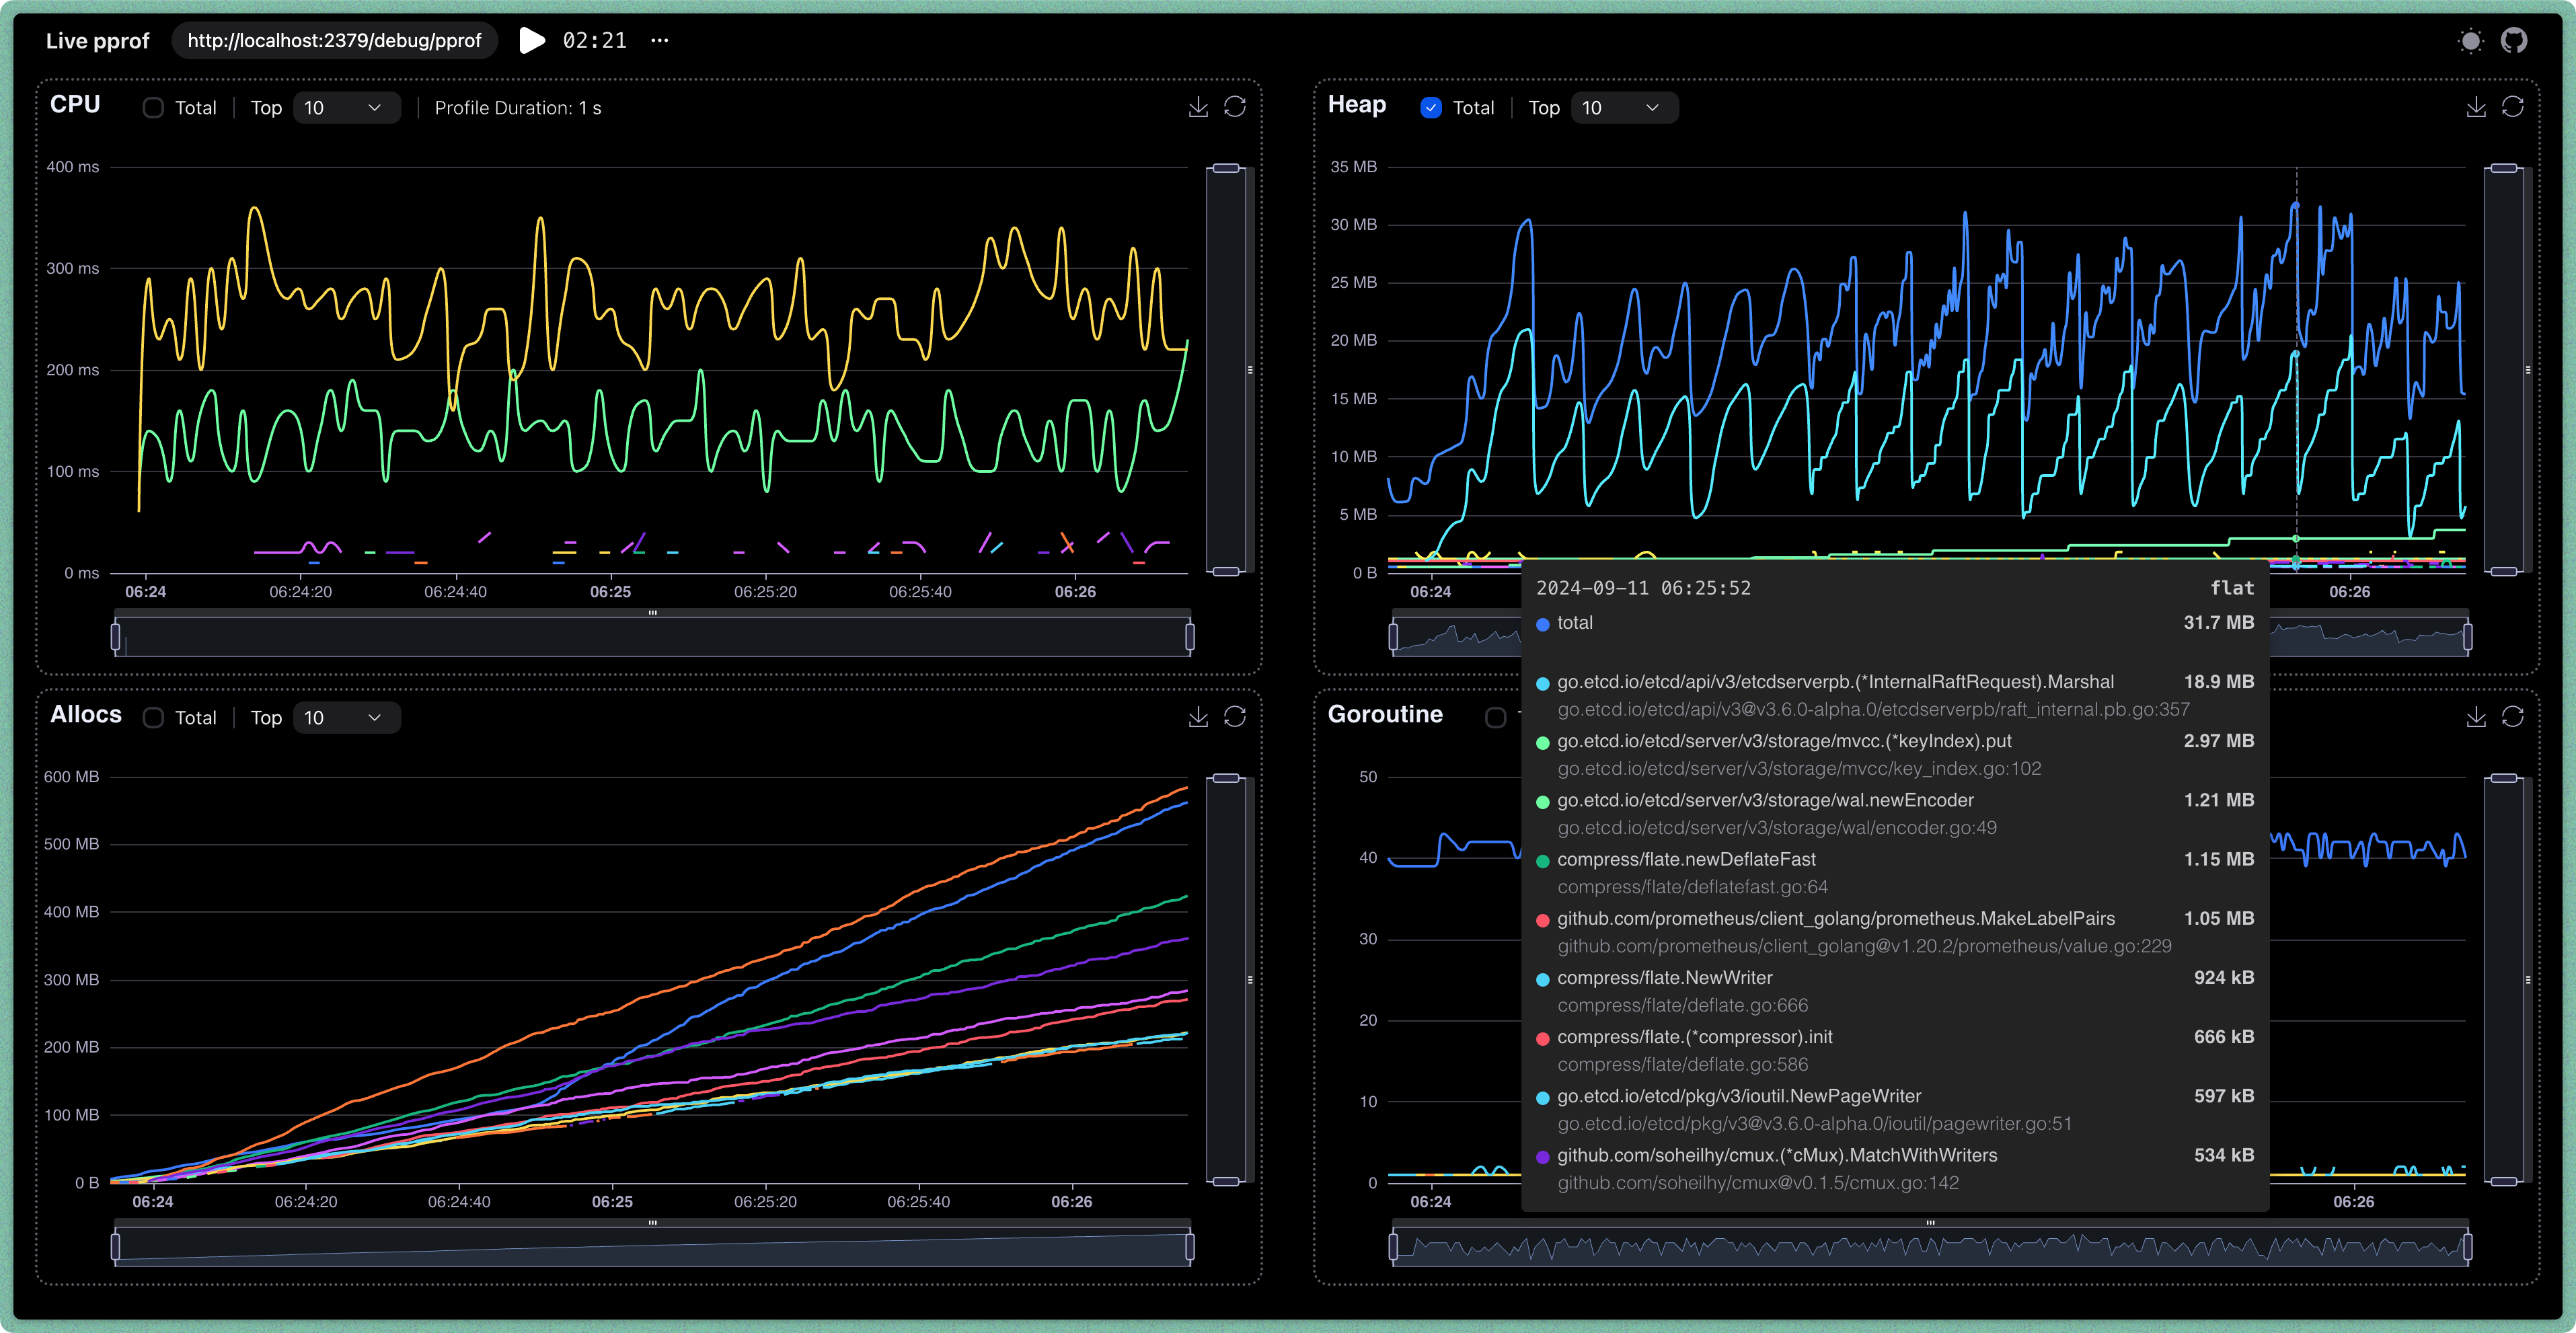 Live pprof http://localhost:2379/debug/pprof 02:21 ···
CPU Total Top 10 Profile Duration: 1 s
400 ms
300 ms
200 ms
100 ms
0 ms
06:24 06:24:20 06:24:40 06:25 06:25:20 06:25:40 06:26
Heap Total Top 10
35 MB
30 MB
25 MB
20 MB
15 MB
10 MB
5 MB
0 B
06:24 06:26
2024-09-11 06:25:52 flat
total 31.7 MB
go.etcd.io/etcd/api/v3/etcdserverpb.(*InternalRaftRequest).Marshal 18.9 MB
go.etcd.io/etcd/api/v3@v3.6.0-alpha.0/etcdserverpb/raft_internal.pb.go:357
go.etcd.io/etcd/server/v3/storage/mvcc.(*keyIndex).put 2.97 MB
go.etcd.io/etcd/server/v3/storage/mvcc/key_index.go:102
go.etcd.io/etcd/server/v3/storage/wal.newEncoder 1.21 MB
go.etcd.io/etcd/server/v3/storage/wal/encoder.go:49
compress/flate.newDeflateFast 1.15 MB
compress/flate/deflatefast.go:64
github.com/prometheus/client_golang/prometheus.MakeLabelPairs 1.05 MB
github.com/prometheus/client_golang@v1.20.2/prometheus/value.go:229
compress/flate.NewWriter 924 kB
compress/flate/deflate.go:666
compress/flate.(*compressor).init 666 kB
compress/flate/deflate.go:586
go.etcd.io/etcd/pkg/v3/ioutil.NewPageWriter 597 kB
go.etcd.io/etcd/pkg/v3@v3.6.0-alpha.0/ioutil/pagewriter.go:51
github.com/soheilhy/cmux.(*cMux).MatchWithWriters 534 kB
github.com/soheilhy/cmux@v0.1.5/cmux.go:142
Allocs Total Top 10
600 MB
500 MB
400 MB
300 MB
200 MB
100 MB
0 B
06:24 06:24:20 06:24:40 06:25 06:25:20 06:25:40 06:26
Goroutine
50
40
30
20
10
0
06:24 06:26